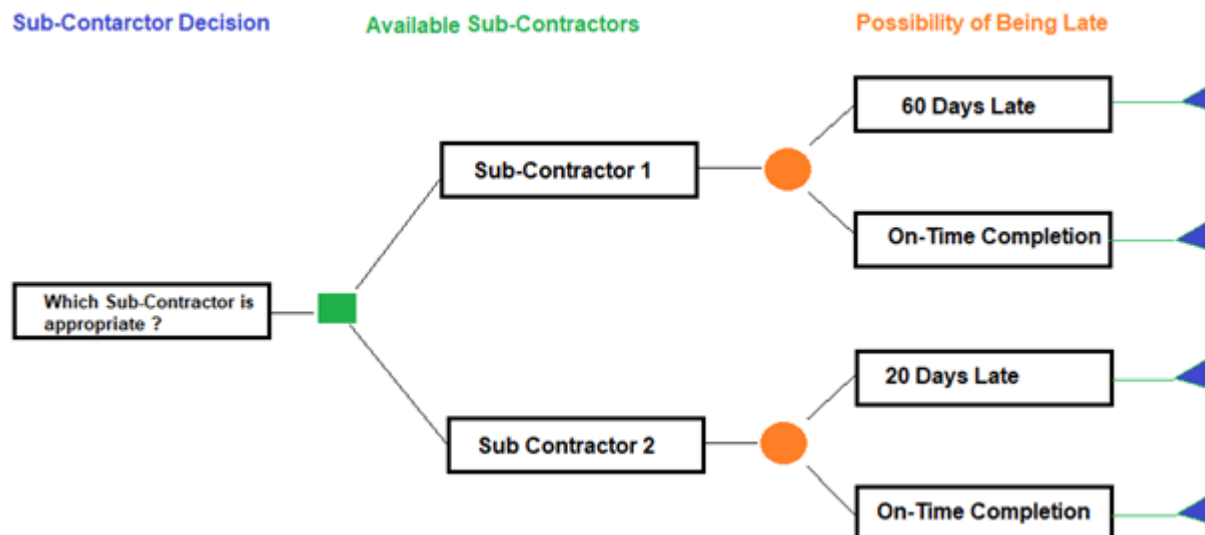 Sub-Contarctor Decision
Available Sub-Contractors
Possibility of Being Late
60 Days Late
Sub-Contractor 1
On-Time Completion
Which Sub-Contractor is
appropriate ?
20 Days Late
Sub Contractor 2
On-Time Completion